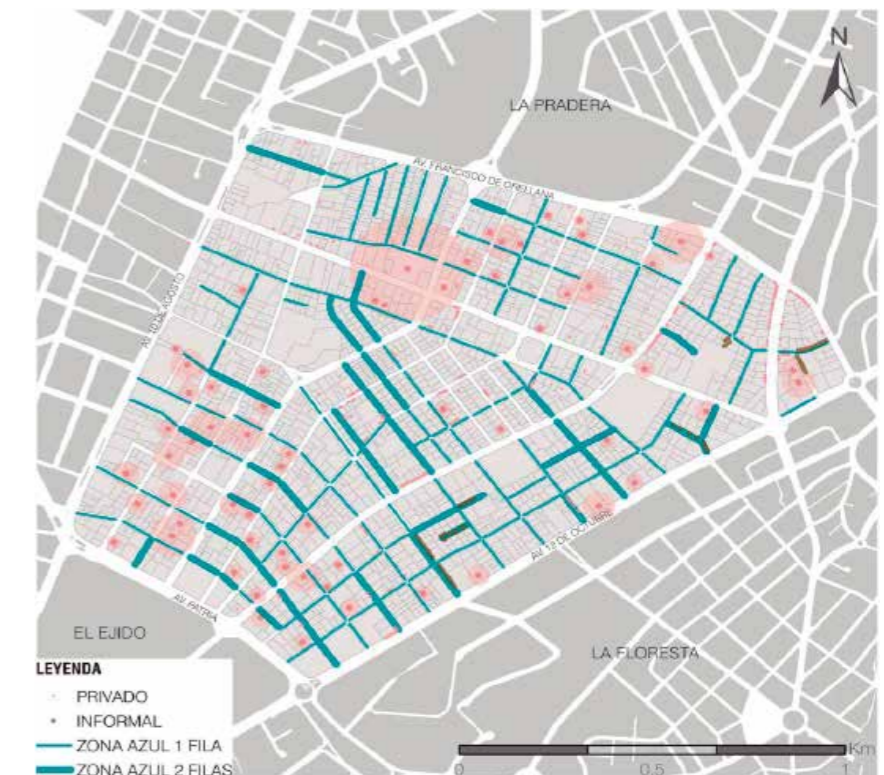 N
LA PRADERA
AV. FRANCISCO DE ORELLANA
AV. 10 DE AGOSTO
AV. 12 DE OCTUBRE
AV. PATRIA
EL EJIDO
LA FLORESTA
LEYENDA
PRIVADO
INFORMAL
ZONA AZUL 1 FILA
ZONA AZUL 2 FILAS
Km
0 0.5 1